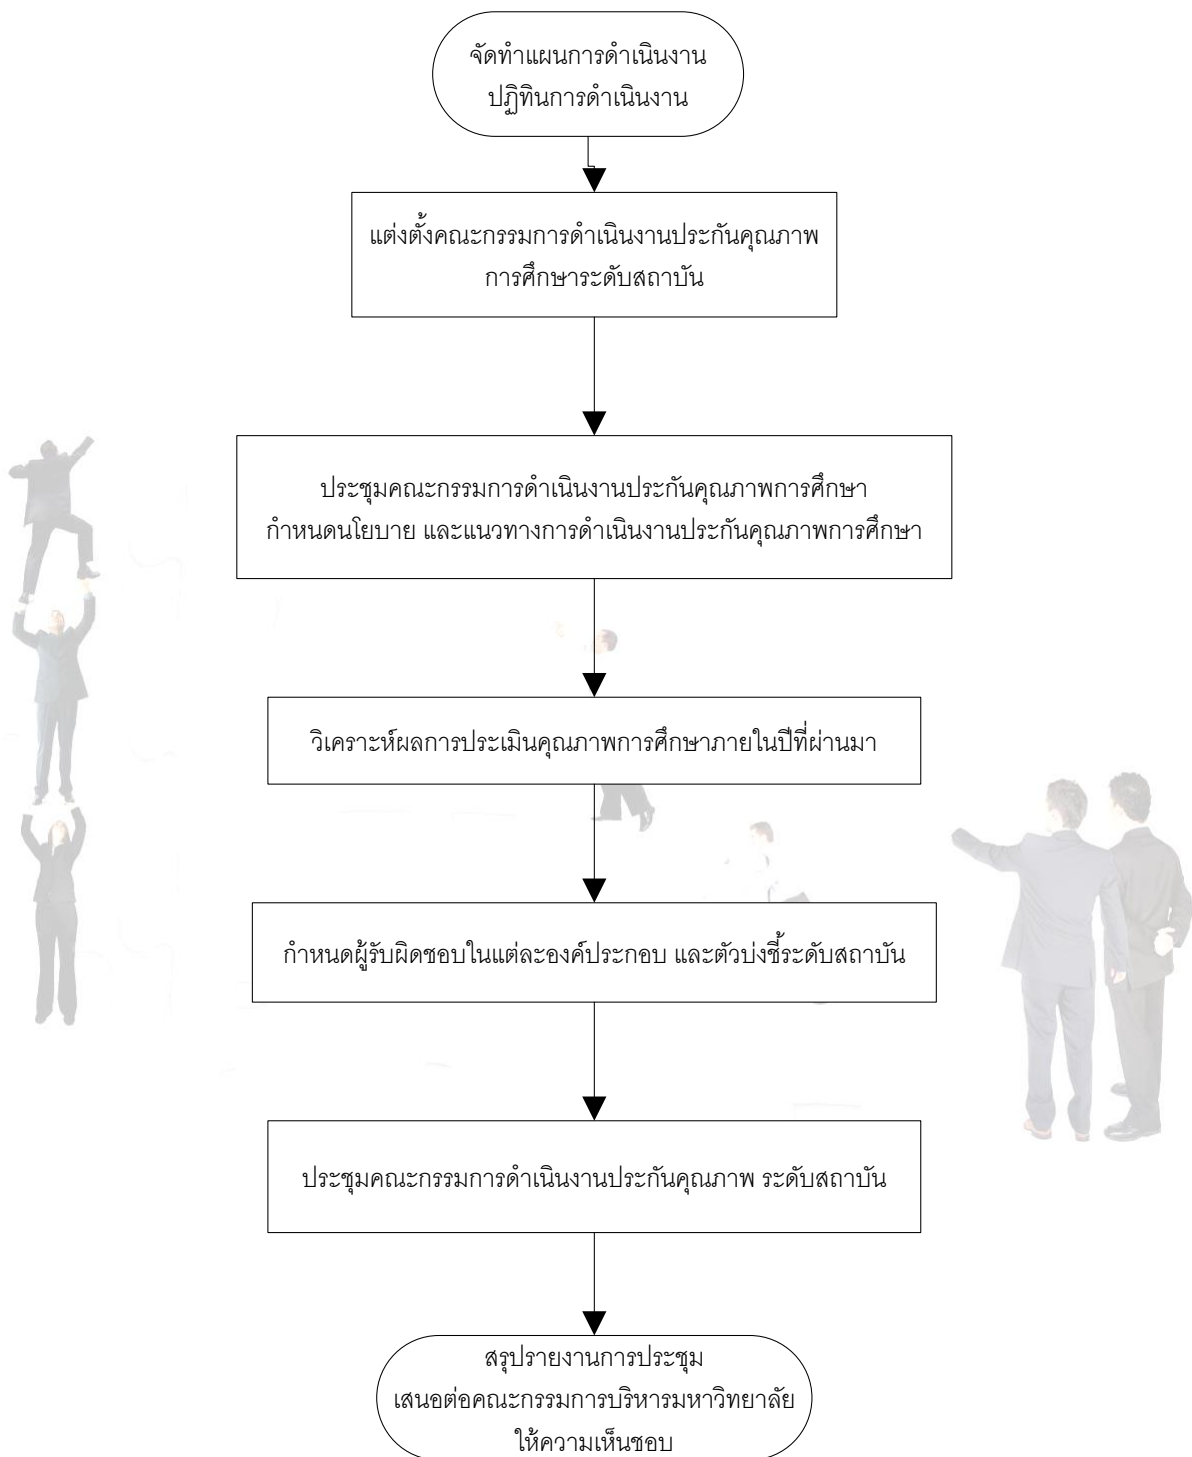 จัดทำแผนการดำเนินงาน
ปฏิทินการดำเนินงาน
แต่งตั้งคณะกรรมการดำเนินงานประกันคุณภาพ
การศึกษาระดับสถาบัน
ประชุมคณะกรรมการดำเนินงานประกันคุณภาพการศึกษา
กำหนดนโยบาย และแนวทางการดำเนินงานประกันคุณภาพการศึกษา
วิเคราะห์ผลการประเมินคุณภาพการศึกษาภายในปีที่ผ่านมา
กำหนดผู้รับผิดชอบในแต่ละองค์ประกอบ และตัวบ่งชี้ระดับสถาบัน
ประชุมคณะกรรมการดำเนินงานประกันคุณภาพ ระดับสถาบัน
สรุปรายงานการประชุม
เสนอต่อคณะกรรมการบริหารมหาวิทยาลัย
ให้ความเห็นชอบ